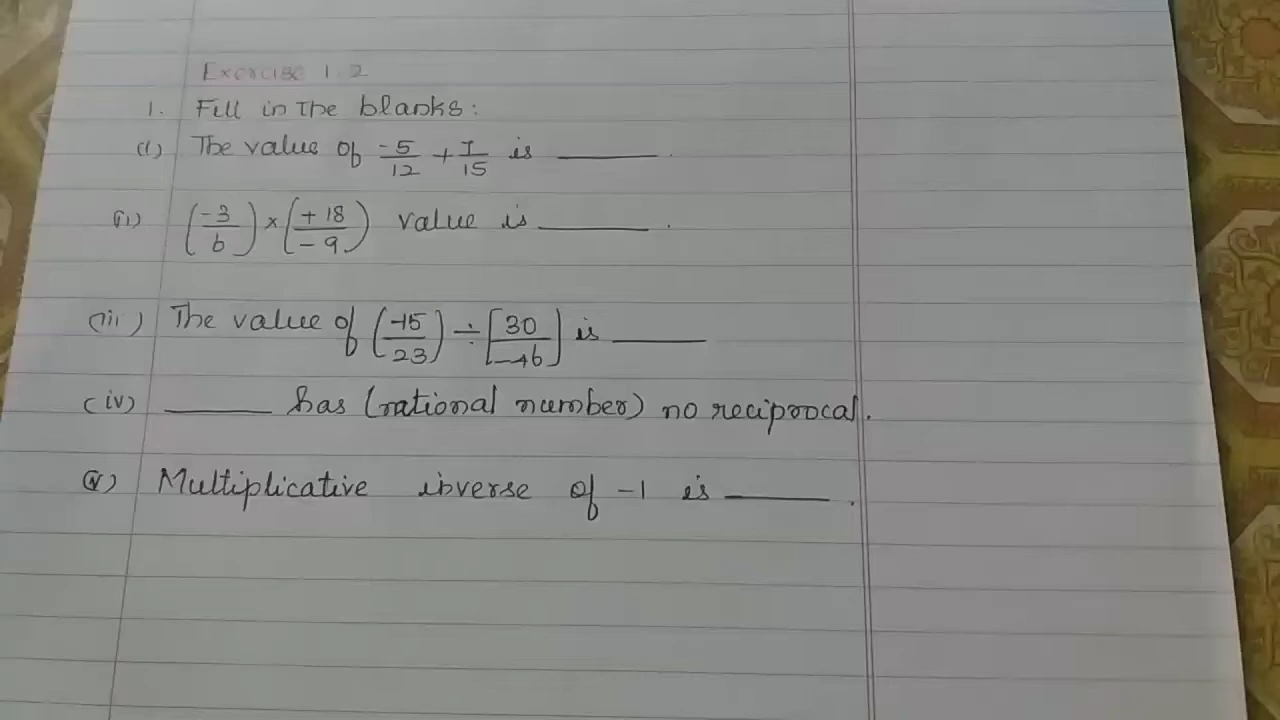 Exercise 1.2
1. Fill in The blanks:
(i) The value of -5/12 + 7/15 is ______.
(ii) (-3/6) × (+18/-9) value is ______.
(iii) The value of (-15/23) ÷ [30/-46] is ______
(iv) ______ has (rational number) no reciprocal.
(v) Multiplicative inverse of -1 is ______.